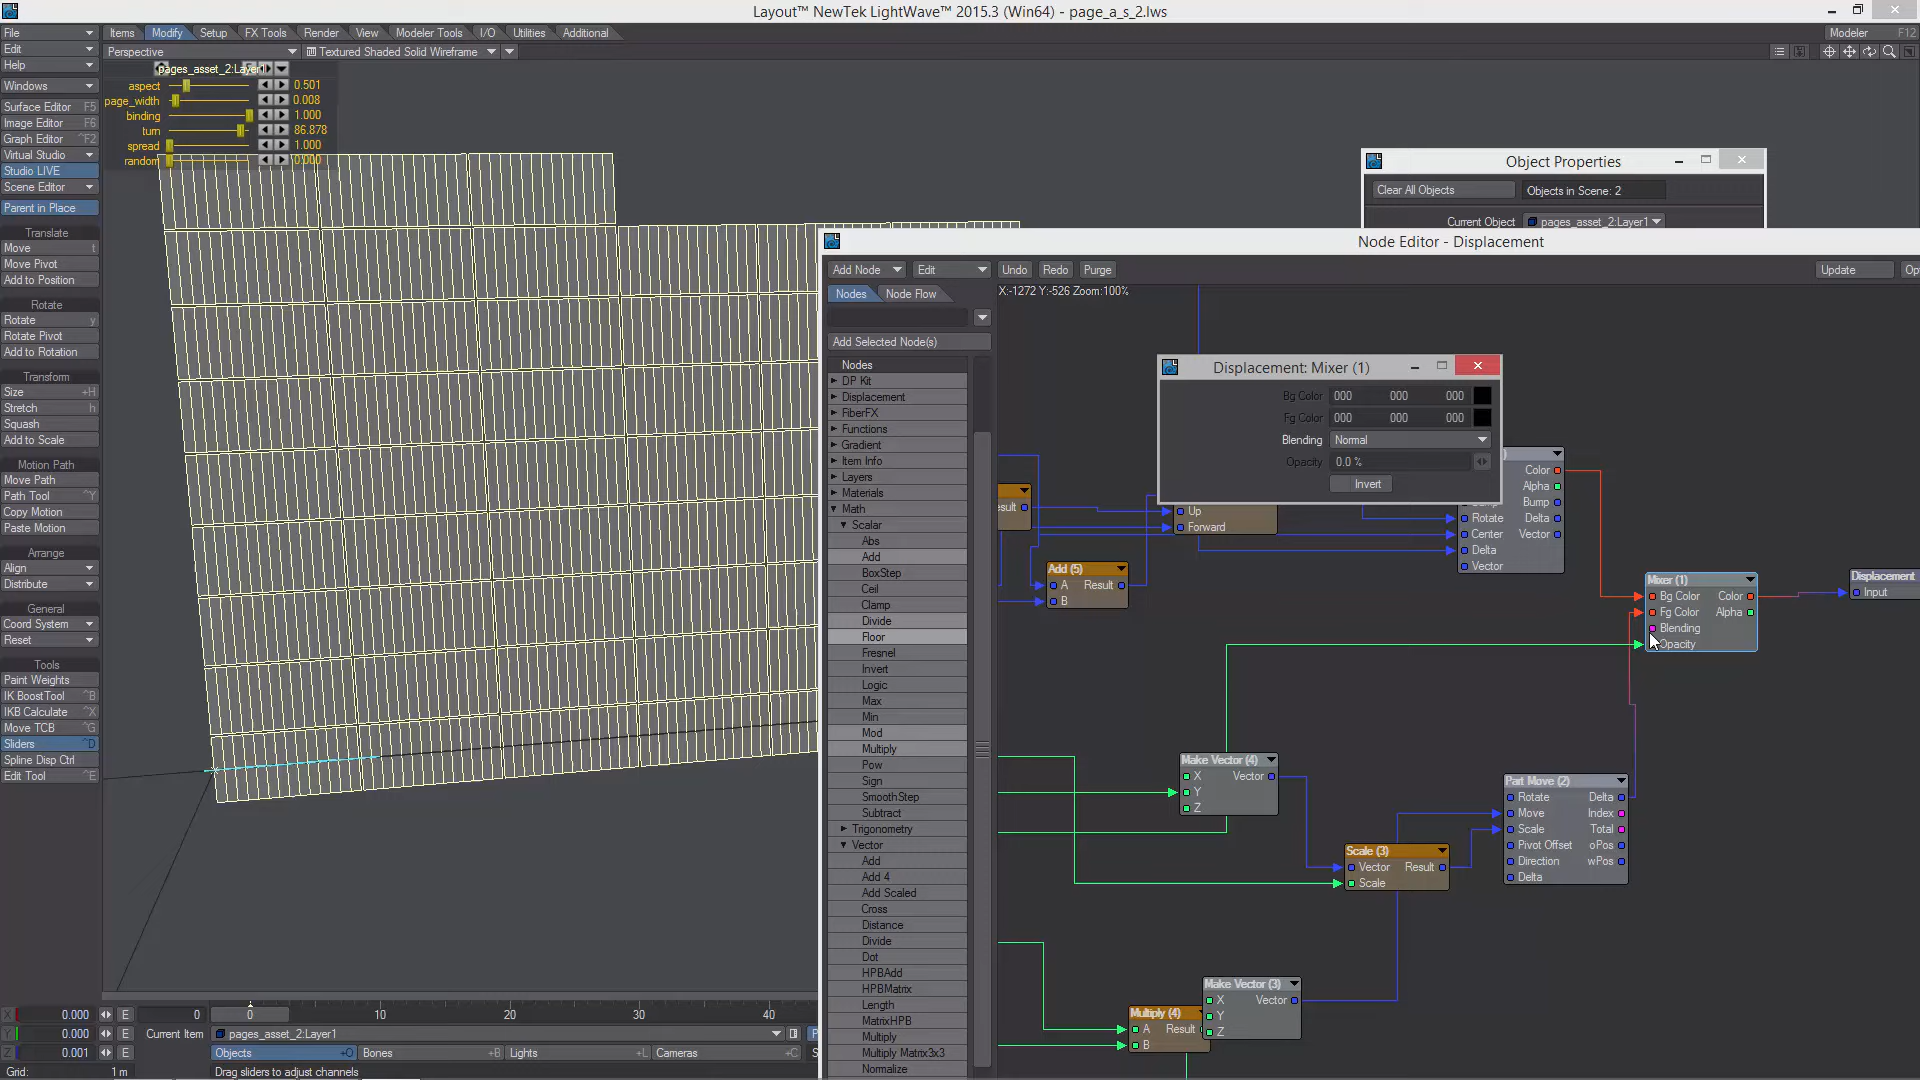 Layout™ NewTek LightWave™ 2015.3 (Win64) - page_a_s_2.lws
File
Items
Modify
Setup
FX Tools
Render
View
Modeler Tools
I/O
Utilities
Additional
Modeler
F12
Edit
Perspective
Textured Shaded Solid Wireframe
Help
pages_asset_2:Layer1
Windows
aspect
0.501
page_width
0.008
Surface Editor F5
binding
1.000
Image Editor F6
turn
86.878
Graph Editor ^F2
spread
1.000
Virtual Studio
random
0.000
Studio LIVE
Scene Editor
Parent in Place
Translate
Move t
Move Pivot
Add to Position
Rotate
Rotate y
Rotate Pivot
Add to Rotation
Transform
Size +H
Stretch h
Squash
Add to Scale
Motion Path
Move Path
Path Tool ^Y
Copy Motion
Paste Motion
Arrange
Align
Distribute
General
Coord System
Reset
Tools
Paint Weights
IK BoostTool ^B
IKB Calculate ^X
Move TCB ^G
Sliders ^D
Spline Disp Ctrl
Edit Tool ^E
Object Properties
Clear All Objects
Objects in Scene: 2
Current Object
pages_asset_2:Layer1
Node Editor - Displacement
Add Node
Edit
Undo
Redo
Purge
Update
Nodes
Node Flow
X:-1272 Y:-526 Zoom:100%
Add Selected Node(s)
Nodes
DP Kit
Displacement
FiberFX
Functions
Gradient
Item Info
Layers
Materials
Math
Scalar
Abs
Add
BoxStep
Ceil
Clamp
Divide
Floor
Fresnel
Invert
Logic
Max
Min
Mod
Multiply
Pow
Sign
SmoothStep
Subtract
Trigonometry
Vector
Add
Add 4
Add Scaled
Cross
Distance
Divide
Dot
HPBAdd
HPBMatrix
Length
MatrixHPB
Multiply
Multiply Matrix3x3
Normalize
Displacement: Mixer (1)
Bg Color 000 000 000
Fg Color 000 000 000
Blending Normal
Opacity 0.0 %
Invert
Up
Forward
Color
Alpha
Bump
Rotate Delta
Center Vector
Delta
Vector
Add (5)
A Result
B
Mixer (1)
Bg Color Color
Fg Color Alpha
Blending
Opacity
Displacement
Input
Make Vector (4)
X Vector
Y
Z
Part Move (2)
Rotate Delta
Move Index
Scale Total
Pivot Offset oPos
Direction wPos
Delta
Scale (3)
Vector Result
Scale
Multiply (4)
A Result
B
Make Vector (3)
X Vector
Y
Z
X 0.000 E 0 0 10 20 30 40
Y 0.000 E Current Item pages_asset_2:Layer1
Z 0.001 E Objects +O Bones +B Lights +L Cameras +C
Grid: 1 m Drag sliders to adjust channels